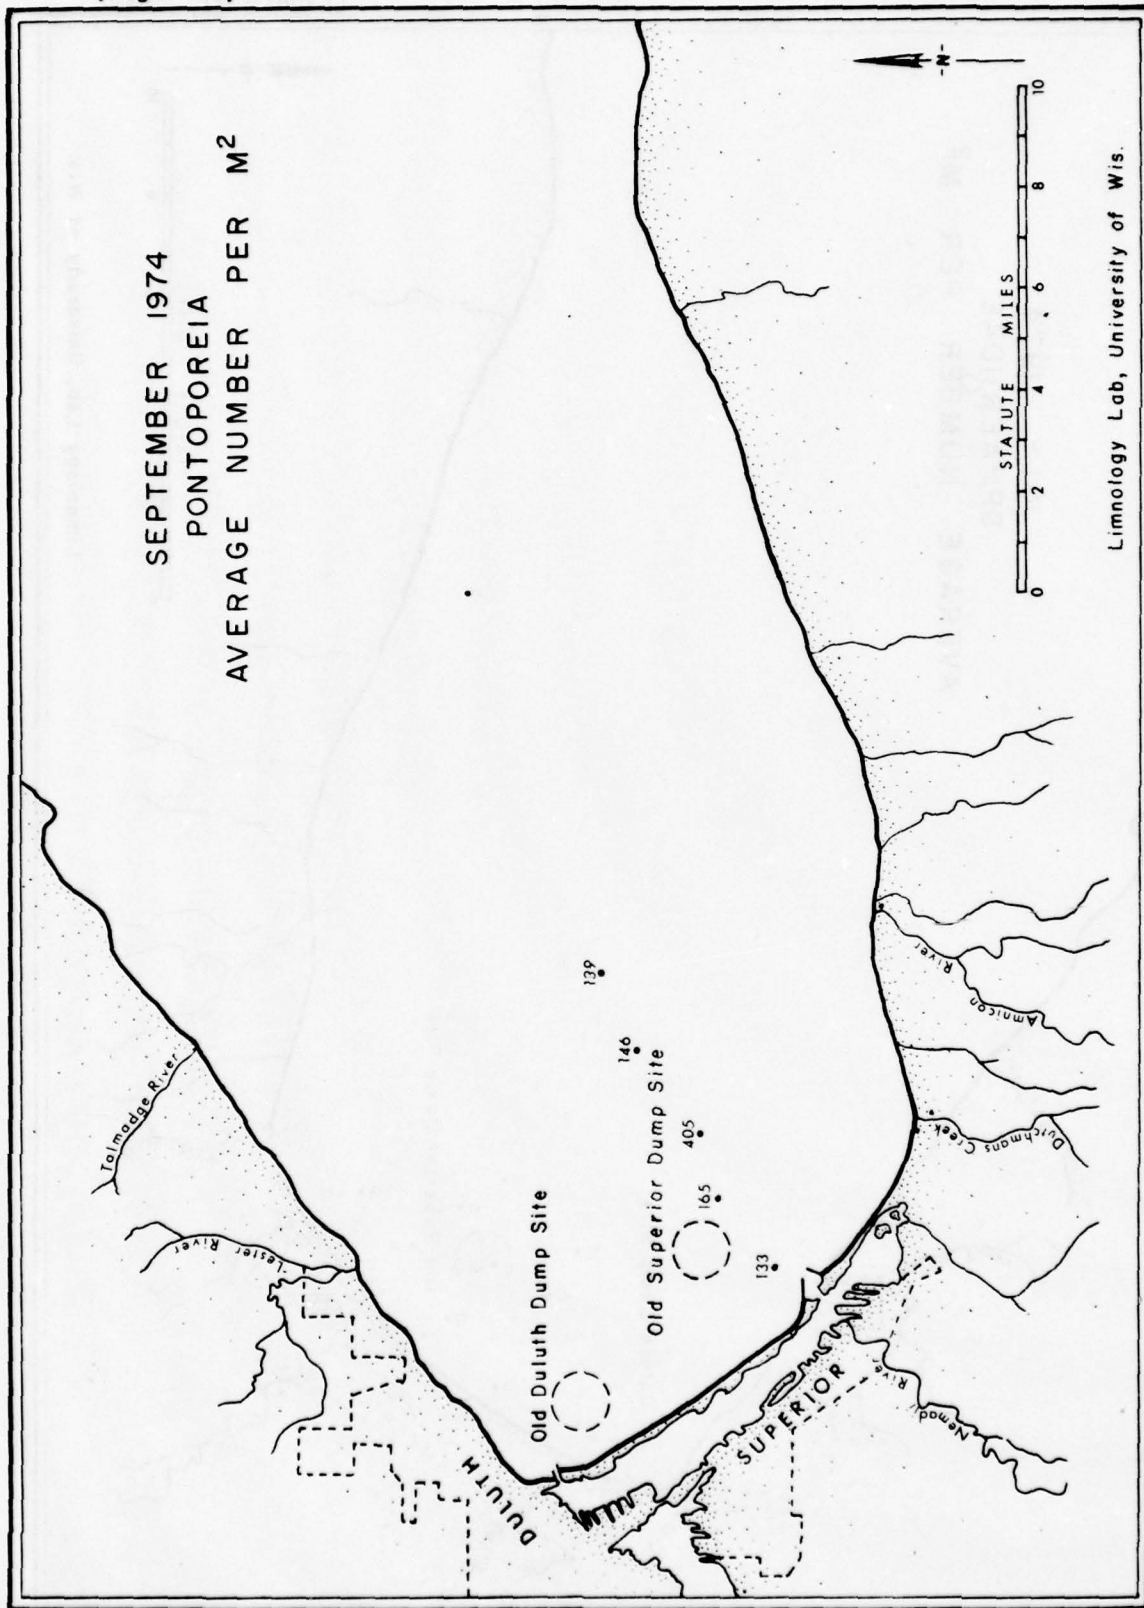 SEPTEMBER 1974
PONTOPOREIA
AVERAGE NUMBER PER M²
Talmadge River
Lester River
DULUTH
Old Duluth Dump Site
139
146
405
165
133
Old Superior Dump Site
SUPERIOR
Nemadji River
Dutchmans Creek
Amnicon River
-N-
STATUTE MILES
0 2 4 6 8 10
Limnology Lab, University of Wis.